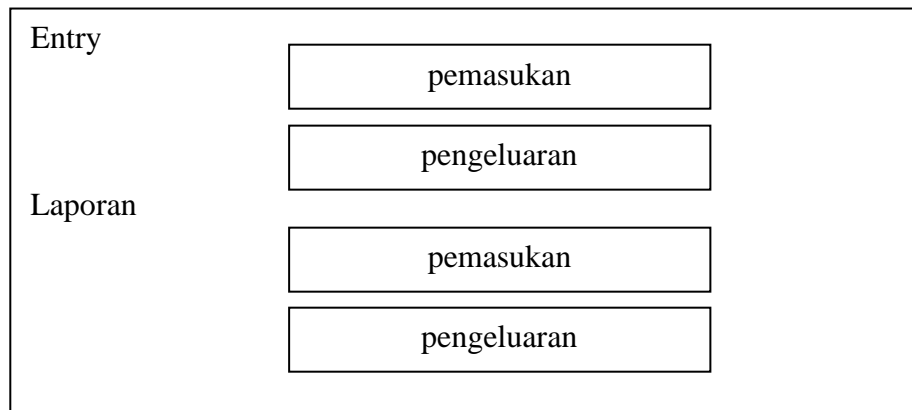 Entry
pemasukan
pengeluaran
Laporan
pemasukan
pengeluaran